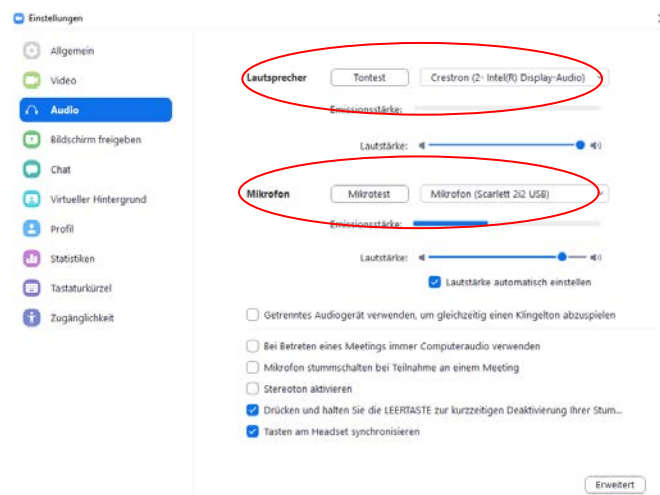 Einstellungen
Allgemein
Video
Audio
Bildschirm freigeben
Chat
Virtueller Hintergrund
Profil
Statistiken
Tastaturkürzel
Zugänglichkeit
Lautsprecher Tontest Crestron (2- Intel(R) Display-Audio)
Emissionsstärke:
Lautstärke:
Mikrofon Mikrotest Mikrofon (Scarlett 2i2 USB)
Emissionsstärke:
Lautstärke:
Lautstärke automatisch einstellen
Getrenntes Audiogerät verwenden, um gleichzeitig einen Klingelton abzuspielen
Bei Betreten eines Meetings immer Computeraudio verwenden
Mikrofon stummschalten bei Teilnahme an einem Meeting
Stereoton aktivieren
Drücken und halten Sie die LEERTASTE zur kurzzeitigen Deaktivierung Ihrer Stum...
Tasten am Headset synchronisieren
Erweitert